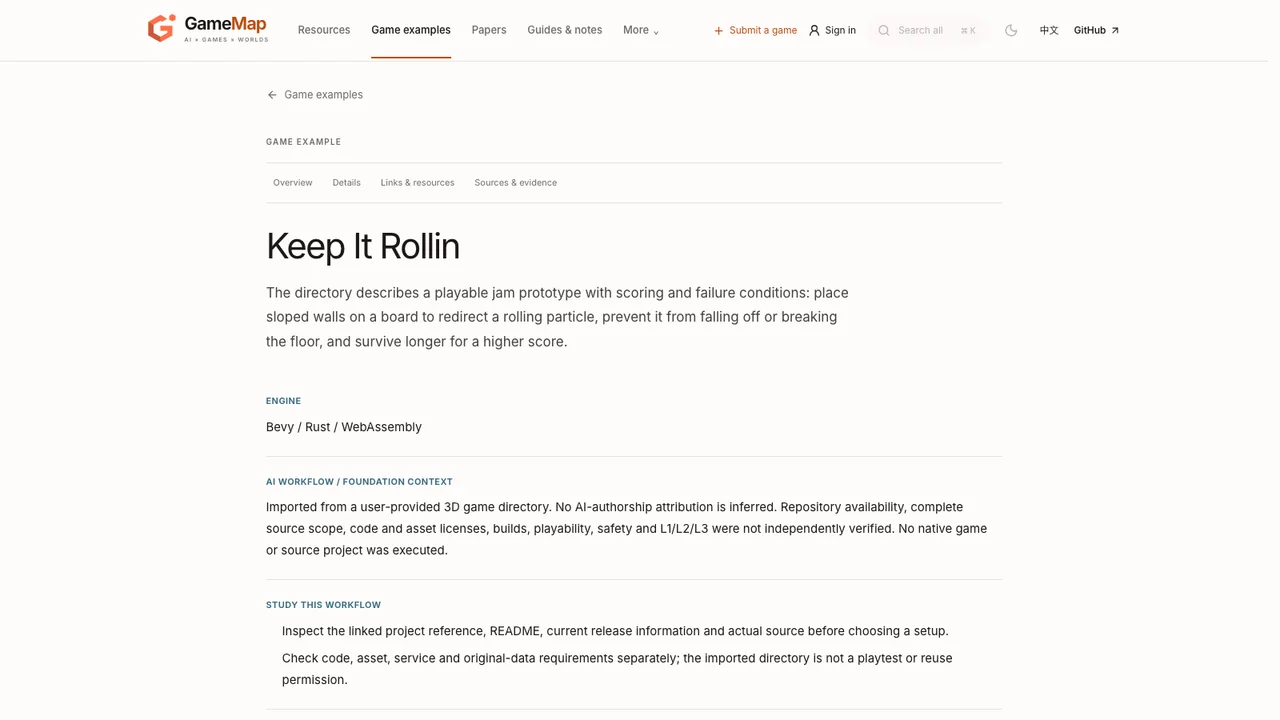 GameMap
AI × GAMES × WORLDS
Resources
Game examples
Papers
Guides & notes
More
+ Submit a game
Sign in
Search all
⌘ K
中文
GitHub ↗
← Game examples
GAME EXAMPLE
Overview
Details
Links & resources
Sources & evidence
Keep It Rollin
The directory describes a playable jam prototype with scoring and failure conditions: place
sloped walls on a board to redirect a rolling particle, prevent it from falling off or breaking
the floor, and survive longer for a higher score.
ENGINE
Bevy / Rust / WebAssembly
AI WORKFLOW / FOUNDATION CONTEXT
Imported from a user-provided 3D game directory. No AI-authorship attribution is inferred. Repository availability, complete
source scope, code and asset licenses, builds, playability, safety and L1/L2/L3 were not independently verified. No native game
or source project was executed.
STUDY THIS WORKFLOW
Inspect the linked project reference, README, current release information and actual source before choosing a setup.
Check code, asset, service and original-data requirements separately; the imported directory is not a playtest or reuse
permission.